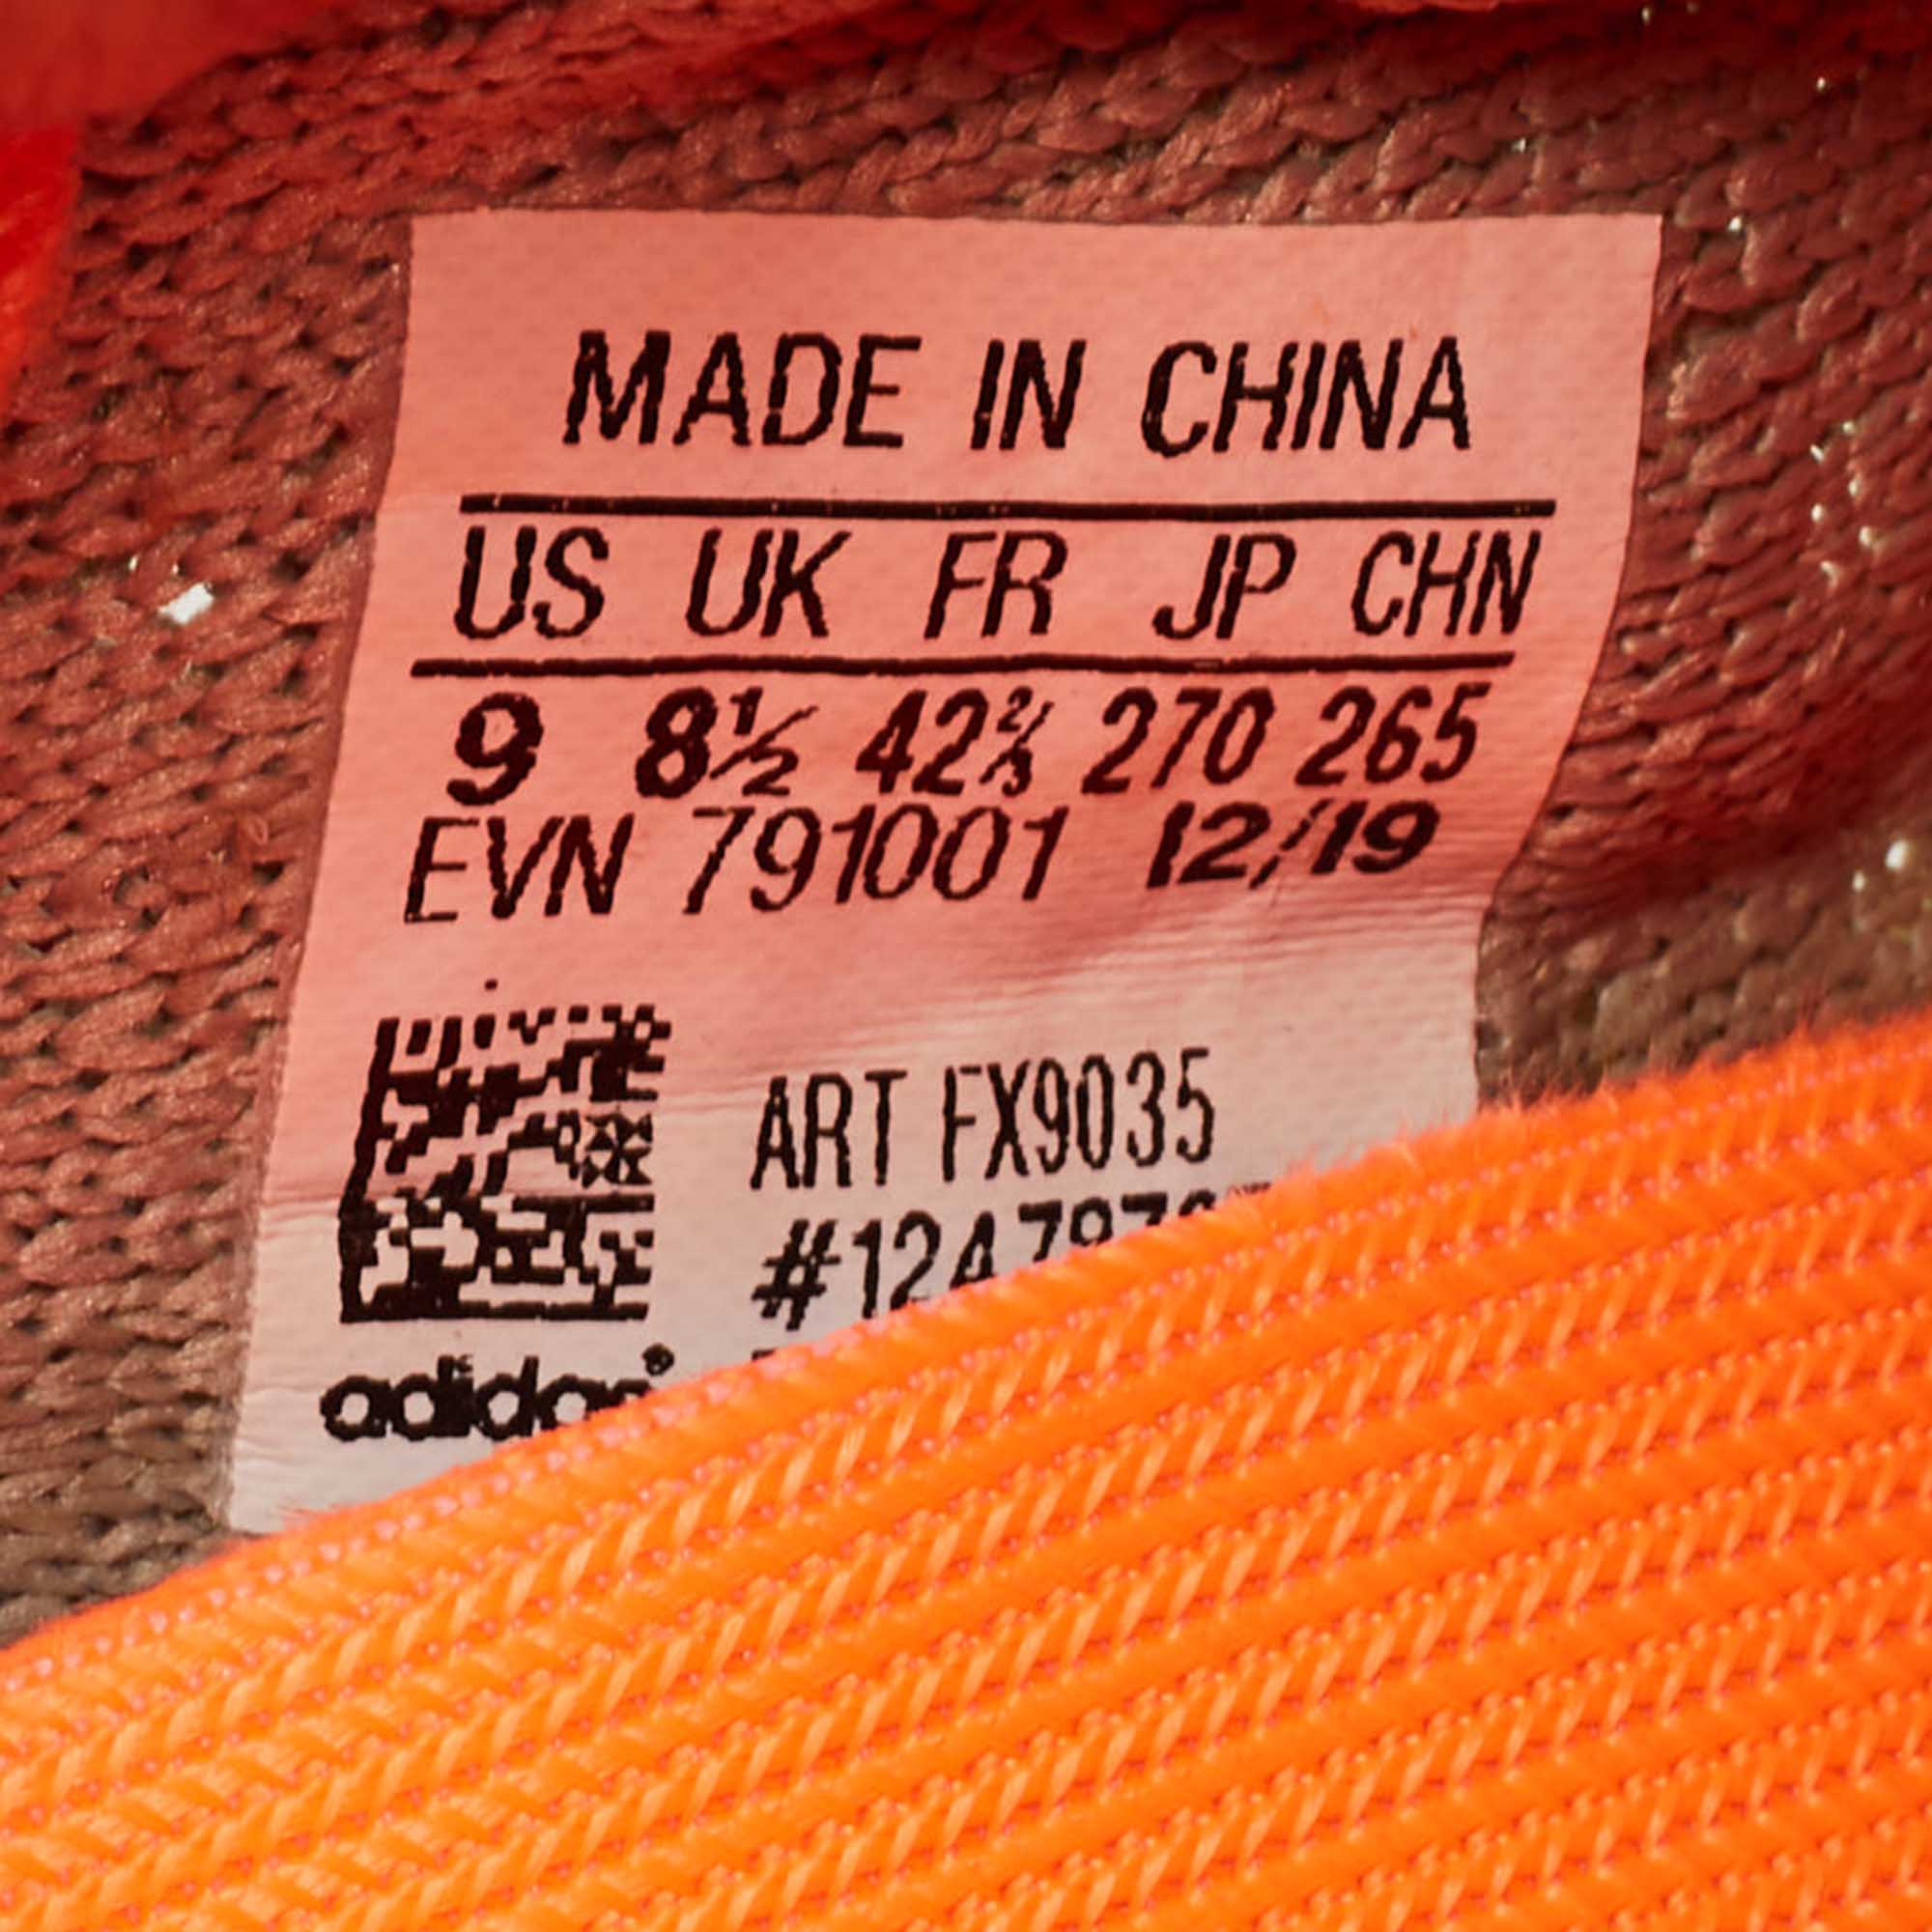 MADE IN CHINA
US UK FR JP CHN
9 8½ 42⅔ 270 265
EVN 791001 12/19
ART FX9035
adidas®